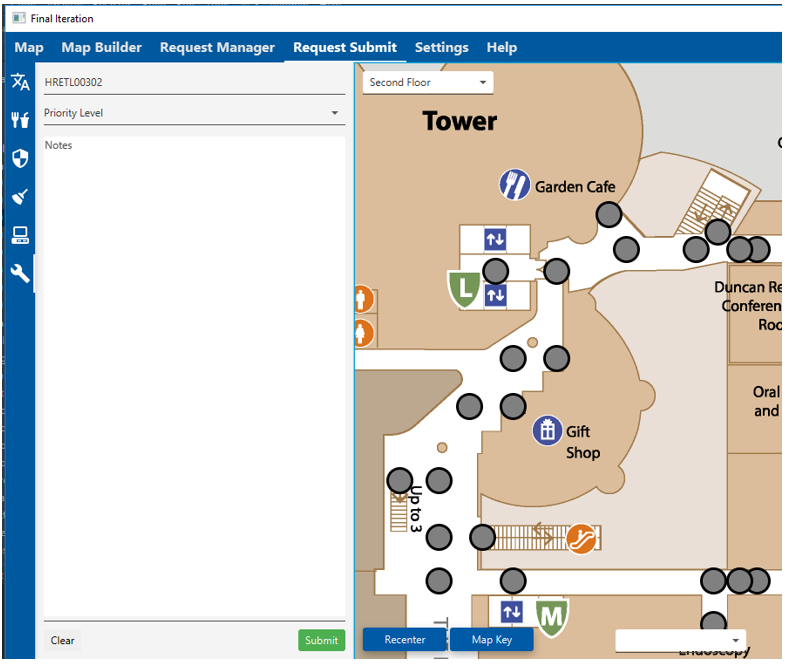 Final Iteration
Map Map Builder Request Manager Request Submit Settings Help
HRETL00302
Priority Level
Notes
Clear
Submit
Second Floor
Tower
Garden Cafe
L
Duncan Re
Conferen
Roo
Oral
and
Gift
Shop
Up to 3
M
Recenter
Map Key
Endoscopy